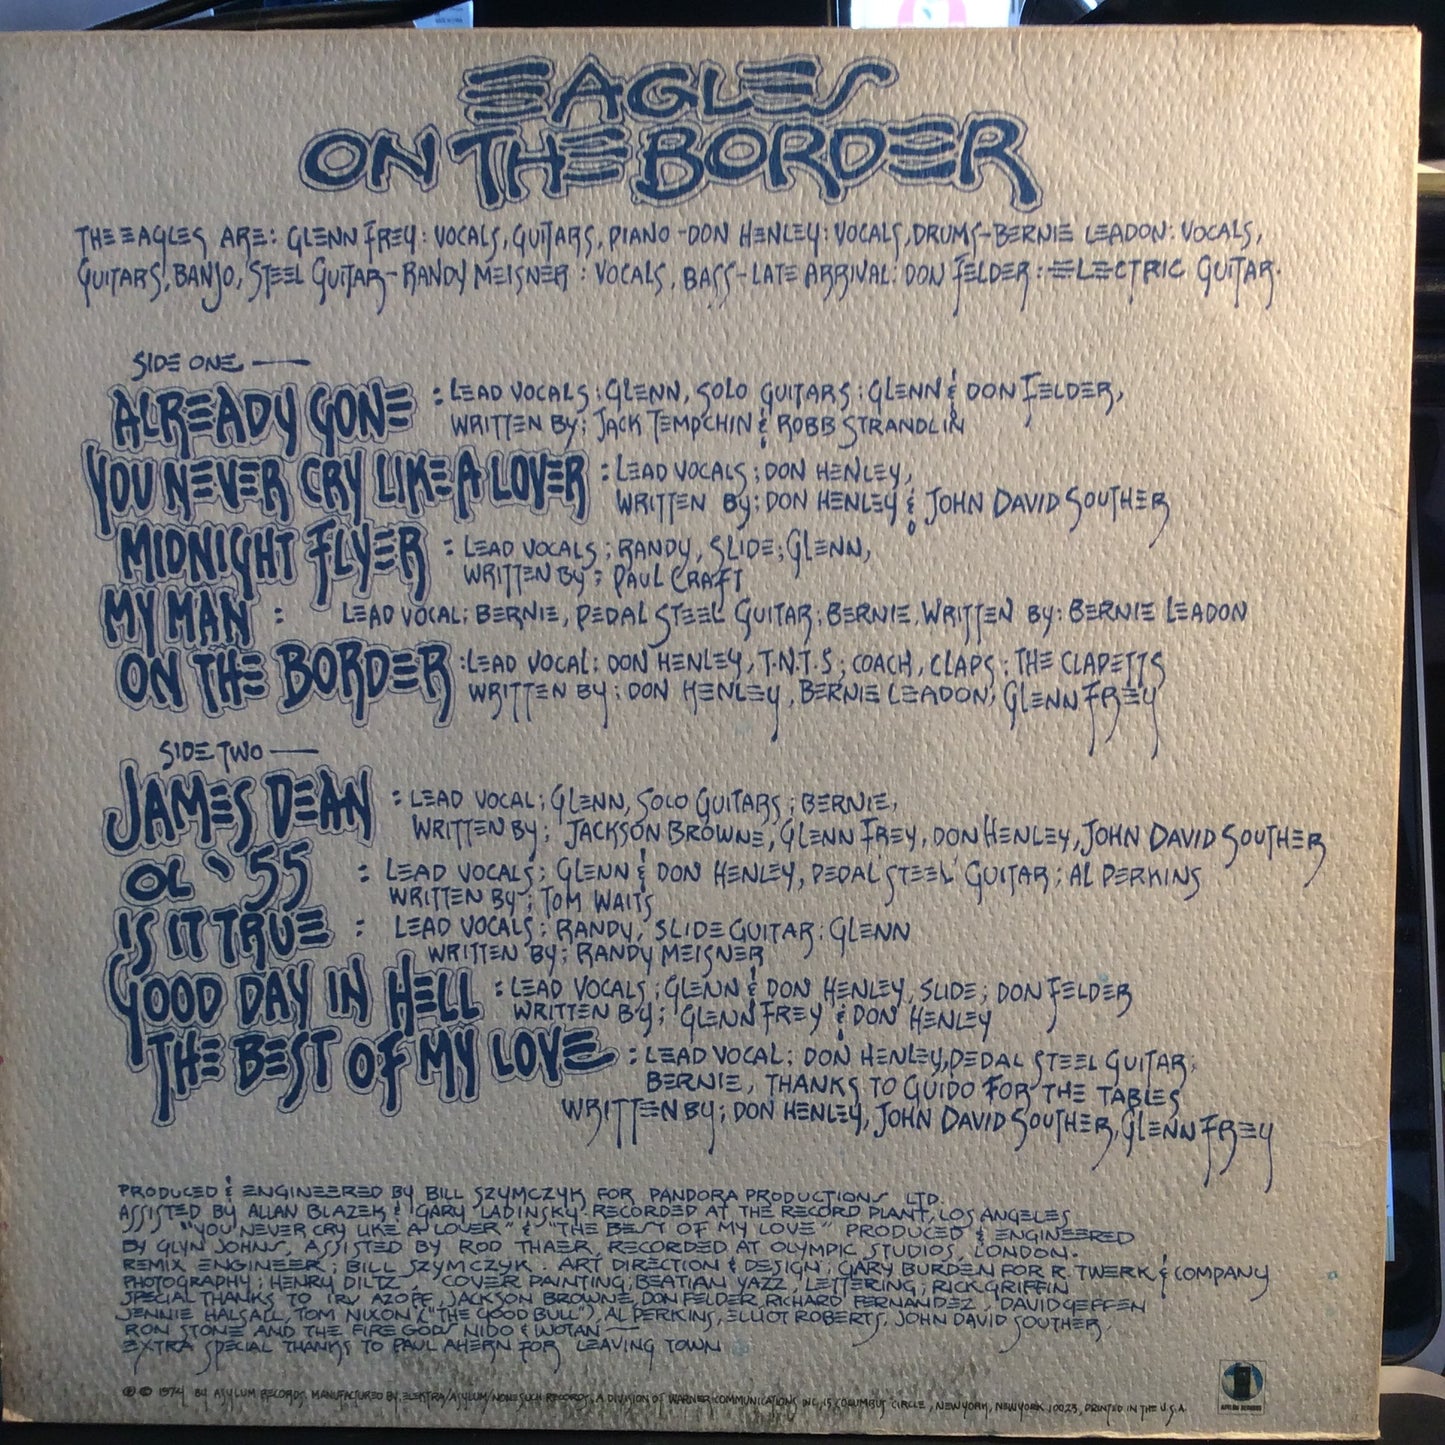 EAGLES
ON THE BORDER
THE EAGLES ARE: GLENN FREY: VOCALS, GUITARS, PIANO - DON HENLEY: VOCALS, DRUMS - BERNIE LEADON: VOCALS,
GUITARS, BANJO, STEEL GUITAR - RANDY MEISNER: VOCALS, BASS - LATE ARRIVAL: DON FELDER: ELECTRIC GUITAR.
SIDE ONE —
ALREADY GONE : LEAD VOCALS; GLENN, SOLO GUITARS: GLENN & DON FELDER,
WRITTEN BY; JACK TEMPCHIN & ROBB STRANDLIN
YOU NEVER CRY LIKE A LOVER : LEAD VOCALS; DON HENLEY,
WRITTEN BY; DON HENLEY & JOHN DAVID SOUTHER
MIDNIGHT FLYER : LEAD VOCALS; RANDY, SLIDE; GLENN,
WRITTEN BY; PAUL CRAFT
MY MAN : LEAD VOCAL; BERNIE, PEDAL STEEL GUITAR; BERNIE, WRITTEN BY: BERNIE LEADON
ON THE BORDER : LEAD VOCAL; DON HENLEY, T.N.T.S; COACH, CLAPS; THE CLAPETTS
WRITTEN BY; DON HENLEY, BERNIE LEADON, GLENN FREY
SIDE TWO —
JAMES DEAN : LEAD VOCAL; GLENN, SOLO GUITARS; BERNIE,
WRITTEN BY; JACKSON BROWNE, GLENN FREY, DON HENLEY, JOHN DAVID SOUTHER
OL '55 : LEAD VOCALS; GLENN & DON HENLEY, PEDAL STEEL GUITAR; AL PERKINS
WRITTEN BY; TOM WAITS
IS IT TRUE : LEAD VOCALS; RANDY, SLIDE GUITAR: GLENN
WRITTEN BY; RANDY MEISNER
GOOD DAY IN HELL : LEAD VOCALS; GLENN & DON HENLEY, SLIDE; DON FELDER
WRITTEN BY; GLENN FREY & DON HENLEY
THE BEST OF MY LOVE : LEAD VOCAL: DON HENLEY, PEDAL STEEL GUITAR;
BERNIE, THANKS TO GUIDO FOR THE TABLES
WRITTEN BY; DON HENLEY, JOHN DAVID SOUTHER, GLENN FREY
PRODUCED & ENGINEERED BY BILL SZYMCZYK FOR PANDORA PRODUCTIONS LTD.
ASSISTED BY ALLAN BLAZEK & GARY LADINSKY. RECORDED AT THE RECORD PLANT, LOS ANGELES
"YOU NEVER CRY LIKE A LOVER" & "THE BEST OF MY LOVE" PRODUCED & ENGINEERED
BY GLYN JOHNS, ASSISTED BY ROD THAER, RECORDED AT OLYMPIC STUDIOS, LONDON.
REMIX ENGINEER; BILL SZYMCZYK. ART DIRECTION & DESIGN; GARY BURDEN FOR R. TWERK & COMPANY
PHOTOGRAPHY; HENRY DILTZ, COVER PAINTING; BEATIAN YAZZ, LETTERING; RICK GRIFFIN
SPECIAL THANKS TO IRV AZOFF, JACKSON BROWNE, DON FELDER, RICHARD FERNANDEZ, DAVID GEFFEN
JENNIE HALSALL, TOM NIXON ("THE GOOD BULL"), AL PERKINS, ELLIOT ROBERTS, JOHN DAVID SOUTHER,
RON STONE AND THE FIRE GODS NIDO & WOTAN —
EXTRA SPECIAL THANKS TO PAUL AHERN FOR LEAVING TOWN
℗ © 1974 BY ASYLUM RECORDS. MANUFACTURED BY ELEKTRA/ASYLUM/NONESUCH RECORDS, A DIVISION OF WARNER COMMUNICATIONS INC, 15 COLUMBUS CIRCLE, NEW YORK, NEW YORK 10023, PRINTED IN THE U.S.A.
ASYLUM RECORDS